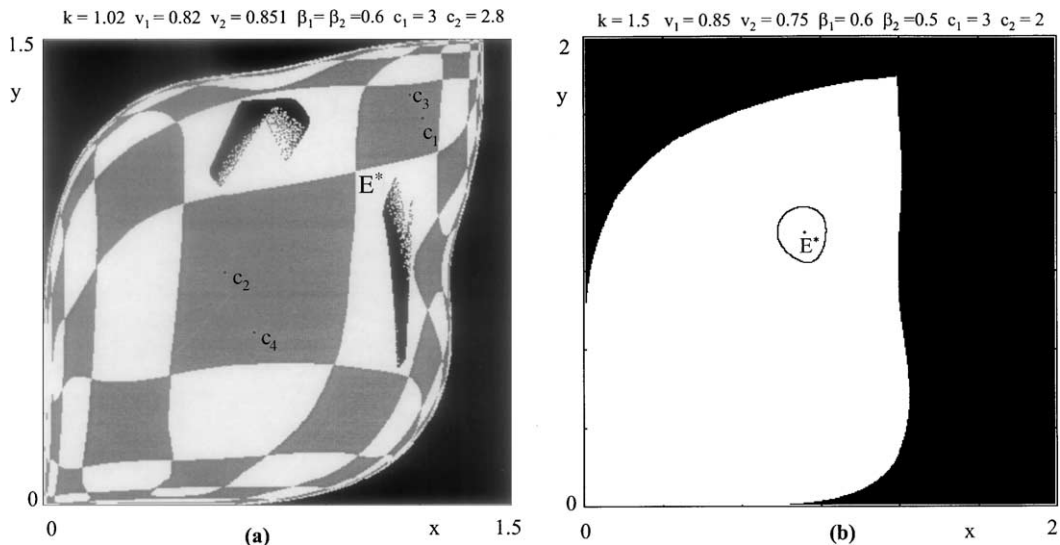 k = 1.02 v₁ = 0.82 v₂ = 0.851 β₁= β₂=0.6 c₁ = 3 c₂ = 2.8
1.5
y
c₃
c₁
E*
c₂
c₄
0
0
x
1.5
(a)
k = 1.5 v₁ = 0.85 v₂ = 0.75 β₁= 0.6 β₂=0.5 c₁ = 3 c₂ = 2
2
y
E*
0
0
x
2
(b)